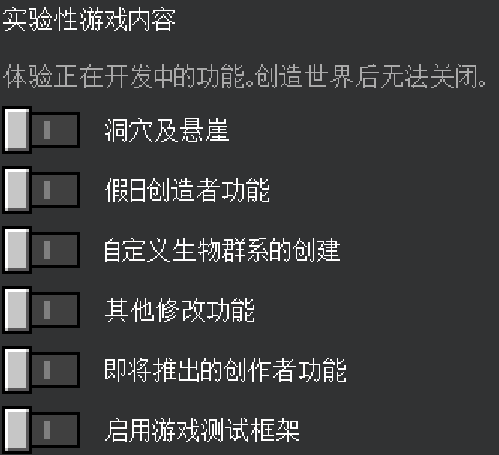 实验性游戏内容
体验正在开发中的功能。创造世界后无法关闭。
洞穴及悬崖
假日创造者功能
自定义生物群系的创建
其他修改功能
即将推出的创作者功能
启用游戏测试框架